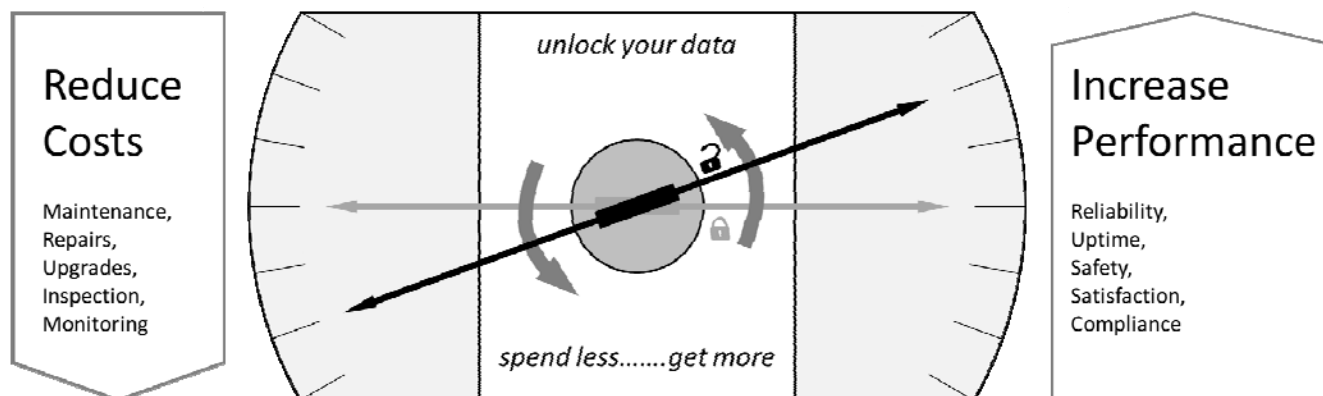 Reduce
Costs
Maintenance,
Repairs,
Upgrades,
Inspection,
Monitoring
unlock your data
spend less.......get more
Increase
Performance
Reliability,
Uptime,
Safety,
Satisfaction,
Compliance